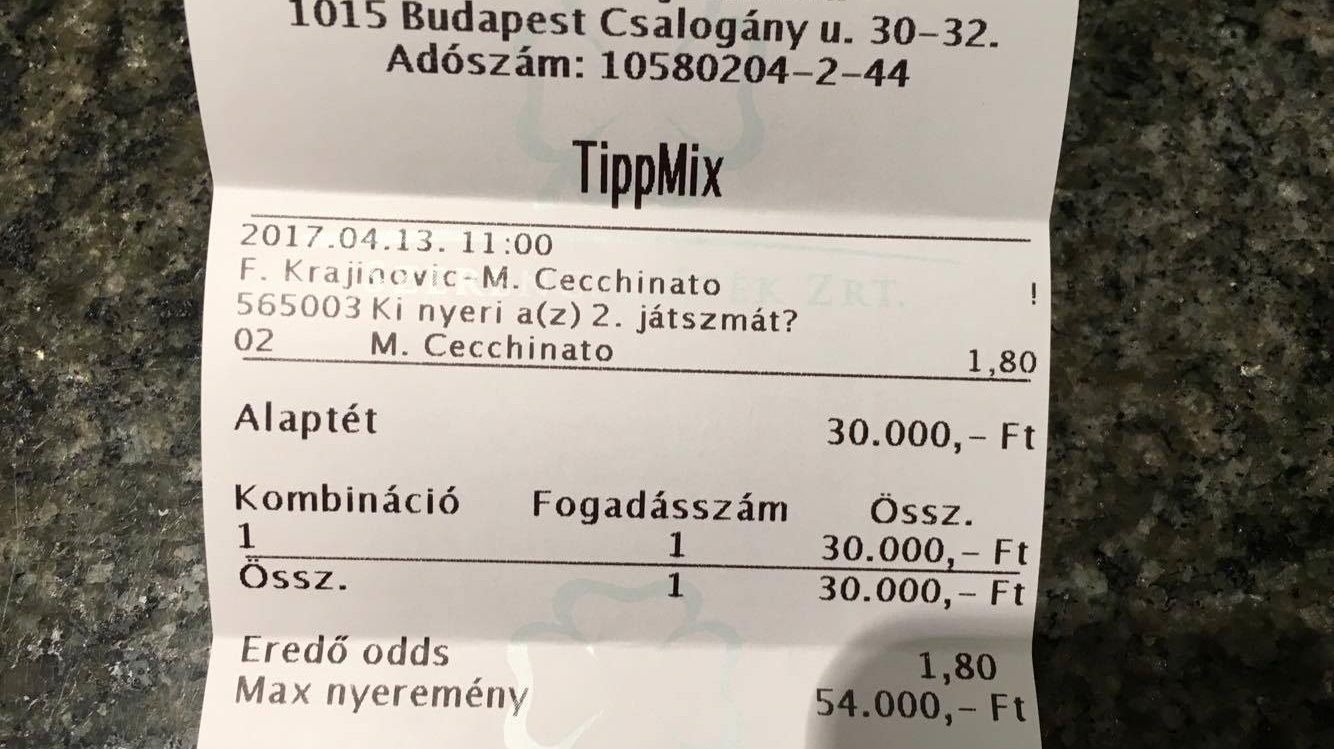 1015 Budapest Csalogány u. 30-32.
Adószám: 10580204-2-44
TippMix
2017.04.13. 11:00
F. Krajinovic-M. Cecchinato !
565003 Ki nyeri a(z) 2. játszmát?
02 M. Cecchinato 1,80
Alaptét 30.000,- Ft
Kombináció Fogadásszám Össz.
1 1 30.000,- Ft
Össz. 1 30.000,- Ft
Eredő odds 1,80
Max nyeremény 54.000,- Ft
ZRT.